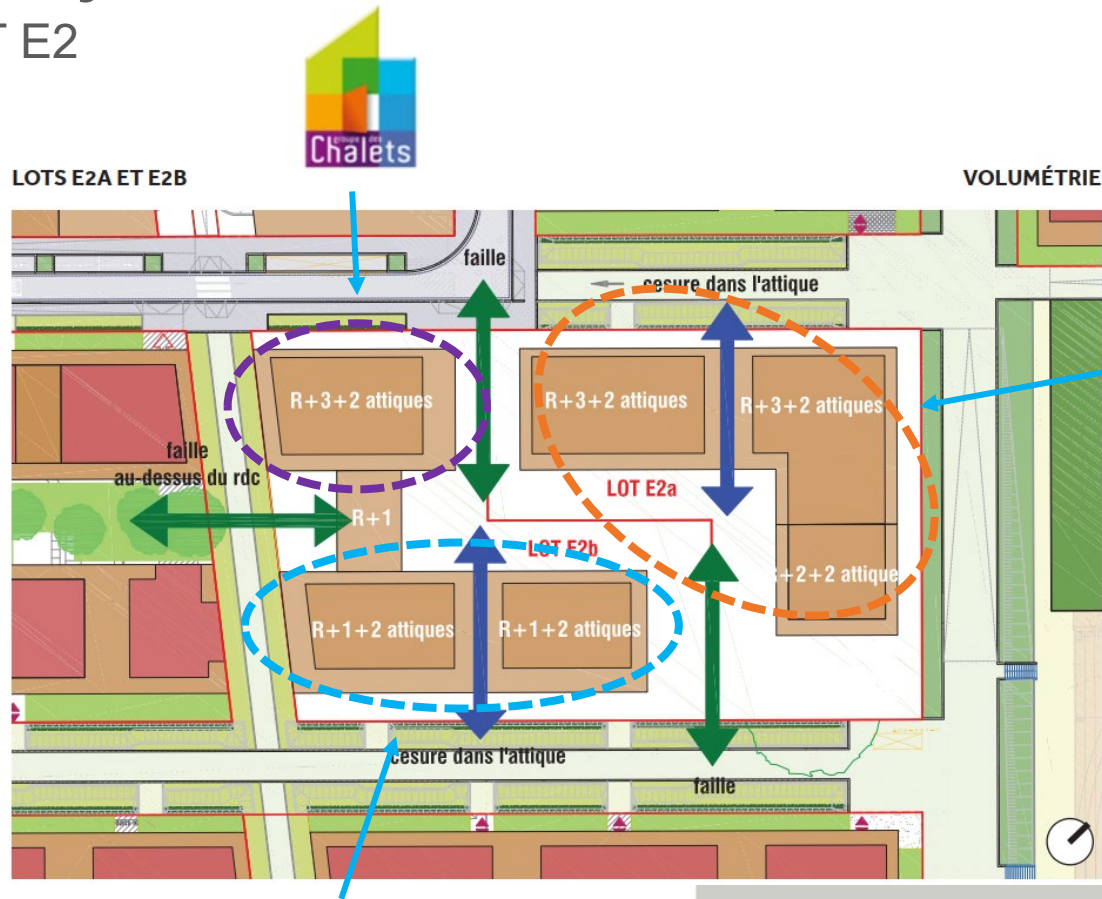 T E2
groupe des
Chalets
LOTS E2A ET E2B
VOLUMÉTRIE
faille
cesure dans l'attique
R+3+2 attiques
R+3+2 attiques
R+3+2 attiques
faille
au-dessus du rdc
LOT E2a
R+1
LOT E2b
+2+2 attique
R+1+2 attiques
R+1+2 attiques
cesure dans l'attique
faille